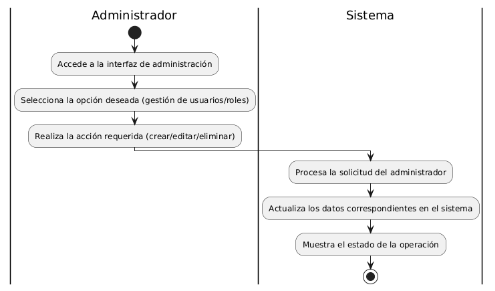 Administrador
Sistema
Accede a la interfaz de administración
Selecciona la opción deseada (gestión de usuarios/roles)
Realiza la acción requerida (crear/editar/eliminar)
Procesa la solicitud del administrador
Actualiza los datos correspondientes en el sistema
Muestra el estado de la operación